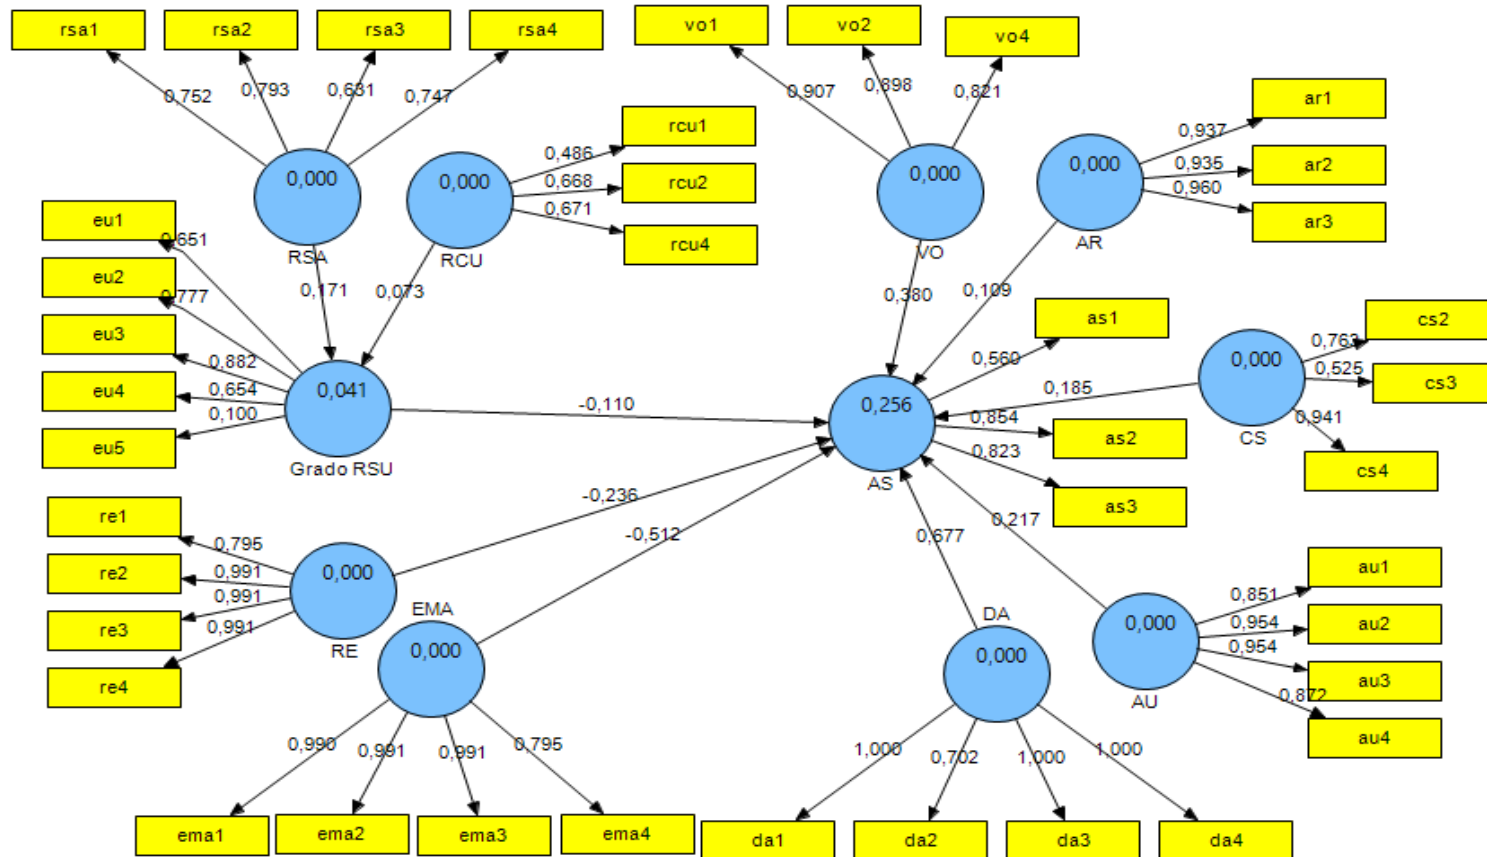 rsa1
rsa2
rsa3
rsa4
0,752
0,793
0,631
0,747
0,000
RSA
0,171
0,000
RCU
0,486
0,668
0,671
rcu1
rcu2
rcu4
0,073
vo1
vo2
vo4
0,907
0,898
0,821
0,000
VO
0,380
0,000
AR
0,937
0,935
0,960
ar1
ar2
ar3
0,109
eu1
eu2
eu3
eu4
eu5
0,651
0,777
0,882
0,654
0,100
0,041
Grado RSU
-0,110
0,256
AS
0,560
0,854
0,823
as1
as2
as3
0,185
0,000
CS
0,763
0,525
0,941
cs2
cs3
cs4
re1
re2
re3
re4
0,795
0,991
0,991
0,991
0,000
RE
-0,236
EMA
0,000
-0,512
0,990
0,991
0,991
0,795
ema1
ema2
ema3
ema4
DA
0,000
0,677
1,000
0,702
1,000
1,000
da1
da2
da3
da4
0,217
0,000
AU
0,851
0,954
0,954
0,872
au1
au2
au3
au4